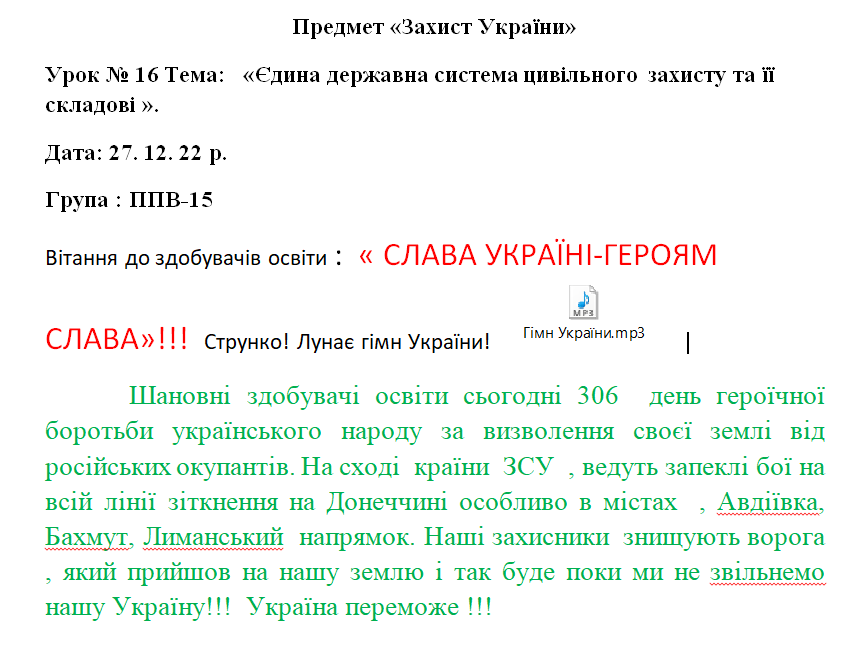 Предмет «Захист України»
Урок № 16 Тема: «Єдина державна система цивільного захисту та її
складові ».
Дата: 27. 12. 22 р.
Група : ППВ-15
Вітання до здобувачів освіти : « СЛАВА УКРАЇНІ-ГЕРОЯМ
MP3
СЛАВА»!!! Струнко! Лунає гімн України! Гімн України.mp3
Шановні здобувачі освіти сьогодні 306 день героїчної
боротьби українського народу за визволення своєї землі від
російських окупантів. На сході країни ЗСУ , ведуть запеклі бої на
всій лінії зіткнення на Донеччині особливо в містах , Авдіївка,
Бахмут, Лиманський напрямок. Наші захисники знищують ворога
, який прийшов на нашу землю і так буде поки ми не звільнемо
нашу Україну!!! Україна переможе !!!